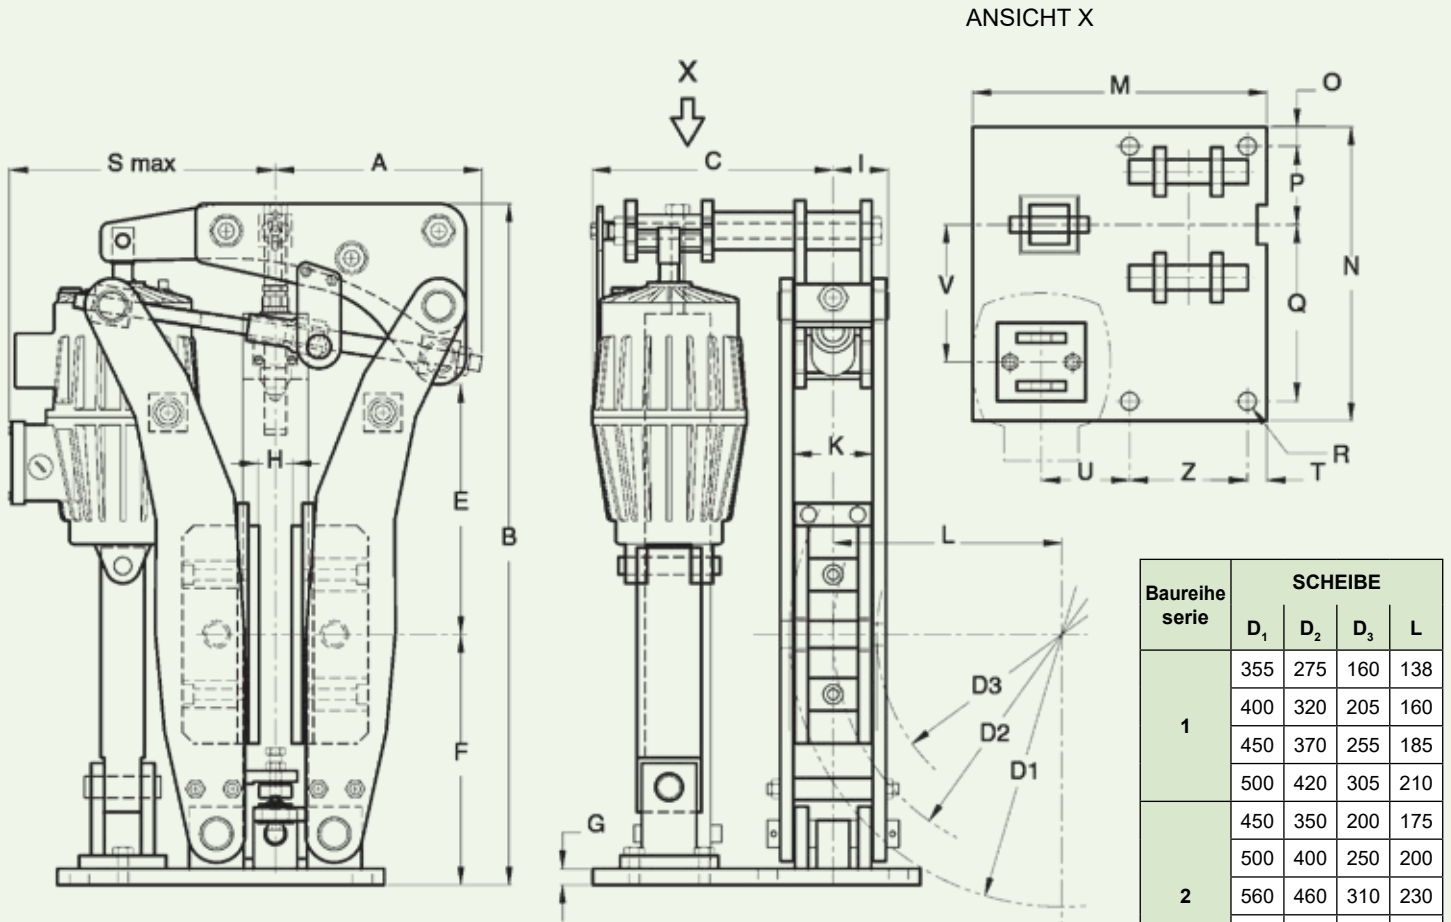 ANSICHT X
X
S max
A
C
I
M
O
P
N
V
Q
R
U
Z
T
H
E
B
K
L
F
G
D3
D2
D1
Baureihe serie
SCHEIBE
D₁ D₂ D₃ L
1
355 275 160 138
400 320 205 160
450 370 255 185
500 420 305 210
2
450 350 200 175
500 400 250 200
560 460 310 230